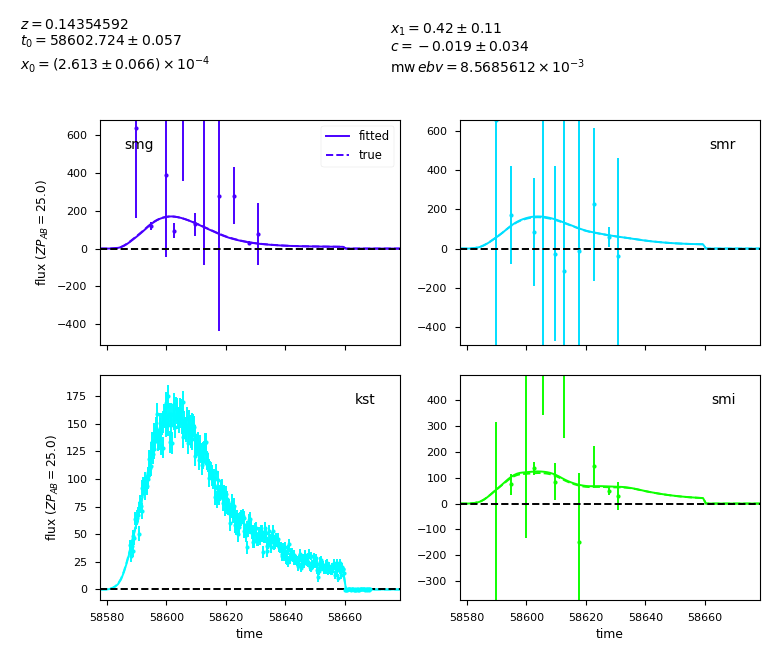 z = 0.14354592
t₀ = 58602.724 ± 0.057
x₀ = (2.613 ± 0.066) × 10⁻⁴
x₁ = 0.42 ± 0.11
c = −0.019 ± 0.034
mw ebv = 8.5685612 × 10⁻³
smg
fitted
true
600
400
200
0
−200
−400
flux (ZP_AB = 25.0)
smr
600
400
200
0
−200
−400
kst
175
150
125
100
75
50
25
0
flux (ZP_AB = 25.0)
58580 58600 58620 58640 58660
time
smi
400
300
200
100
0
−100
−200
−300
58580 58600 58620 58640 58660
time